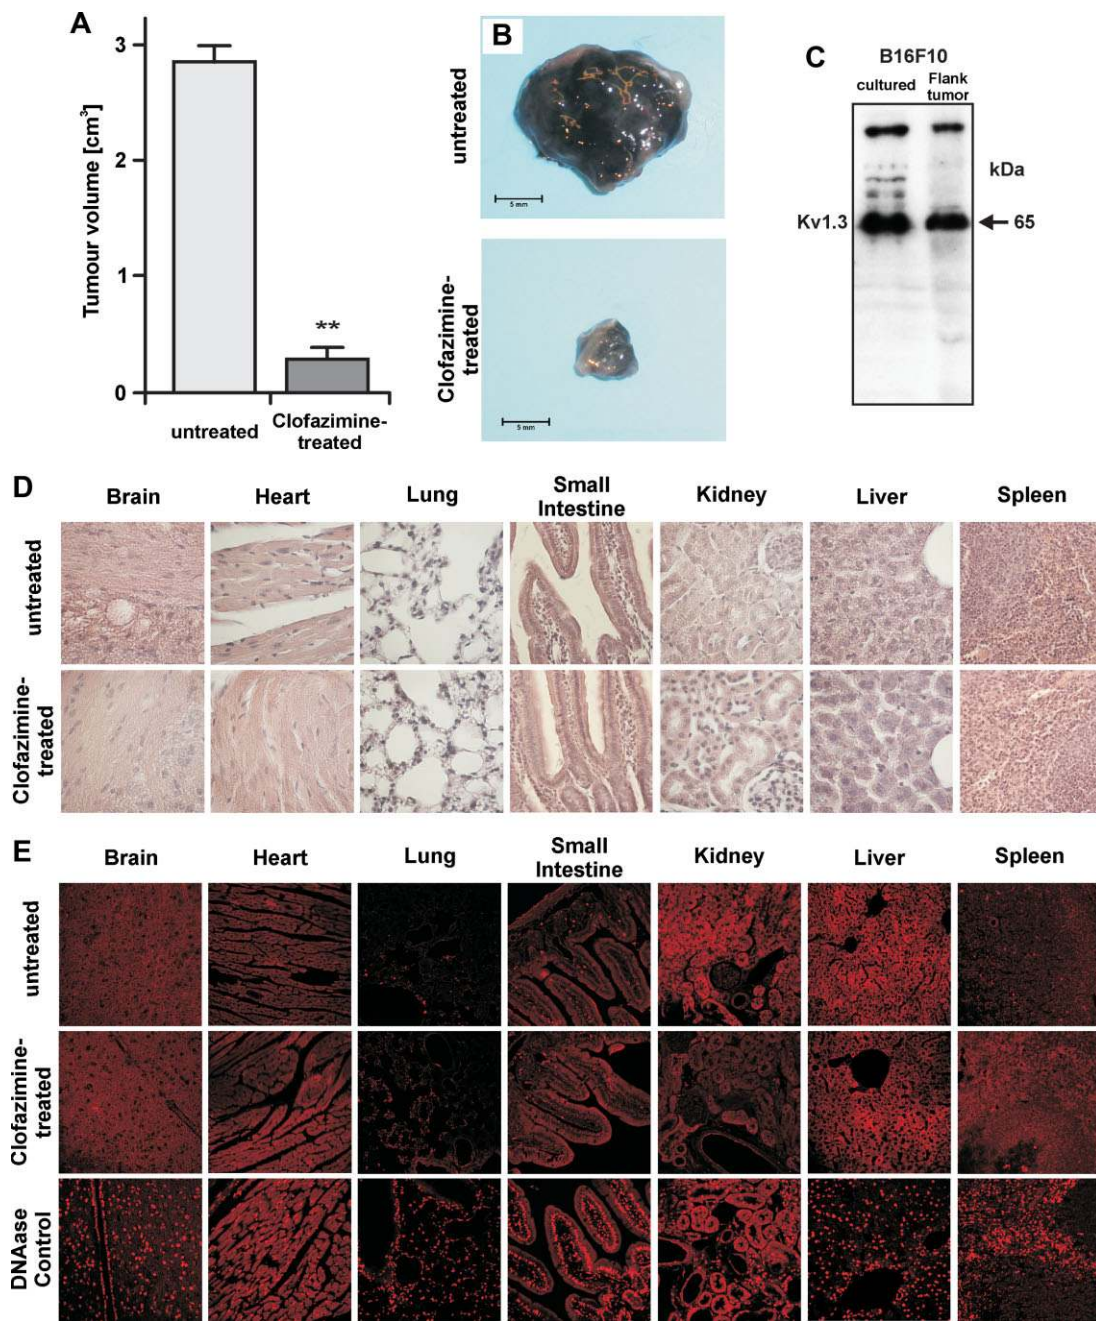 A
3
2
1
0
Tumour volume [cm³]
**
untreated
Clofazimine-
treated
B
untreated
5 mm
Clofazimine-
treated
5 mm
C
B16F10
cultured
Flank
tumor
kDa
Kv1.3
65
D
Brain
Heart
Lung
Small
Intestine
Kidney
Liver
Spleen
untreated
Clofazimine-
treated
E
Brain
Heart
Lung
Small
Intestine
Kidney
Liver
Spleen
untreated
Clofazimine-
treated
DNAase
Control